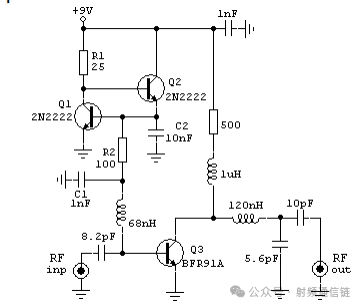 +9V
1nF
R1
25
Q2
2N2222
Q1
2N2222
C2
10nF
500
R2
100
C1
1nF
1uH
68nH
120nH
10pF
8.2pF
RF
inp
Q3
BFR91A
5.6pF
RF
out
公众号 · 射频通信链